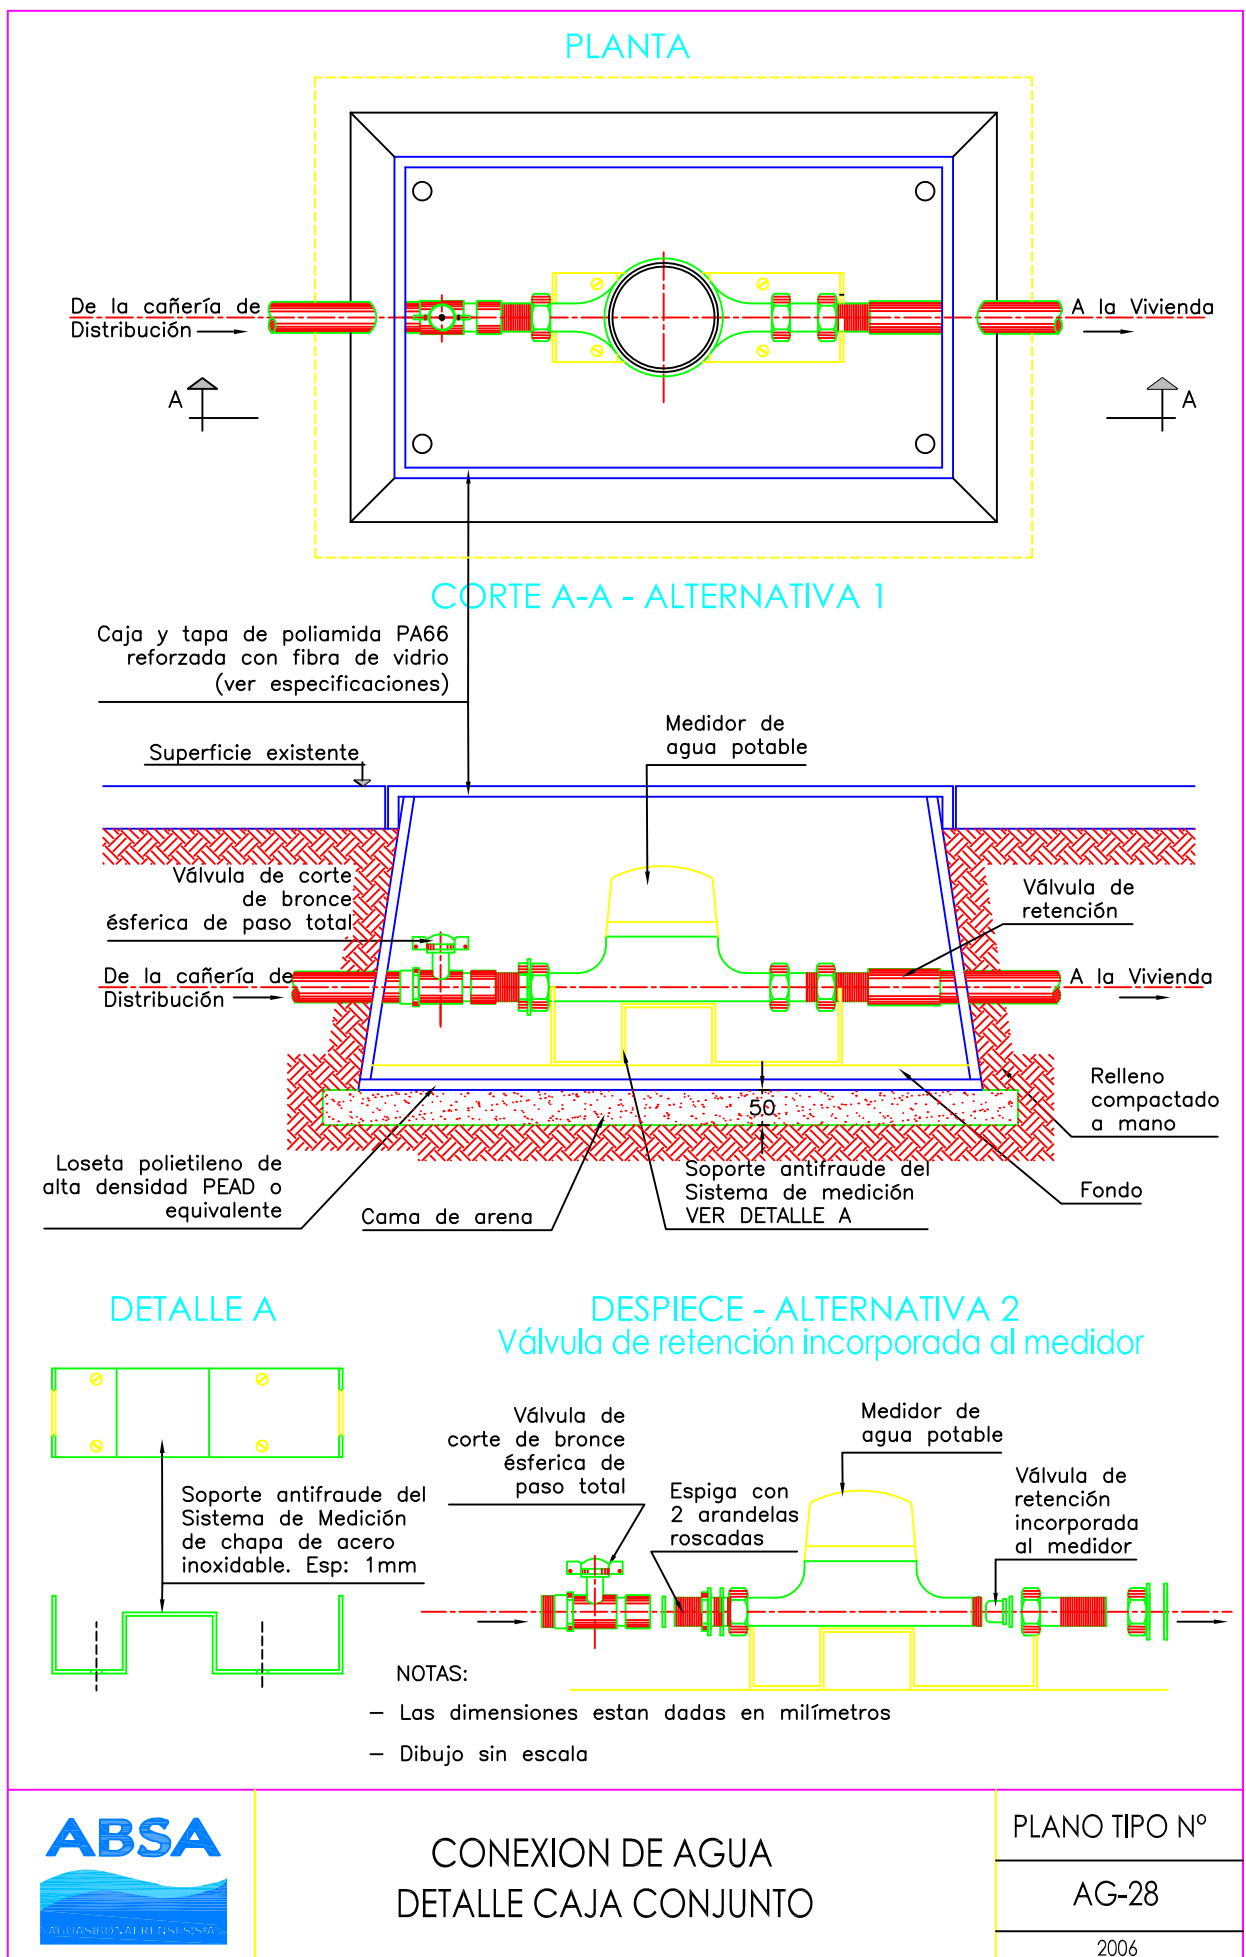 PLANTA
De la cañería de
Distribución
A la Vivienda
A
A
CORTE A-A - ALTERNATIVA 1
Caja y tapa de poliamida PA66
reforzada con fibra de vidrio
(ver especificaciones)
Superficie existente
Medidor de
agua potable
Válvula de corte
de bronce
ésferica de paso total
Válvula de
retención
De la cañería de
Distribución
A la Vivienda
50
Relleno
compactado
a mano
Loseta polietileno de
alta densidad PEAD o
equivalente
Cama de arena
Soporte antifraude del
Sistema de medición
VER DETALLE A
Fondo
DETALLE A
DESPIECE - ALTERNATIVA 2
Válvula de retención incorporada al medidor
Soporte antifraude del
Sistema de Medición
de chapa de acero
inoxidable. Esp: 1mm
Válvula de
corte de bronce
ésferica de
paso total
Espiga con
2 arandelas
roscadas
Medidor de
agua potable
Válvula de
retención
incorporada
al medidor
NOTAS:
– Las dimensiones estan dadas en milímetros
– Dibujo sin escala
ABSA
AGUAS BONAERENSES S.A.
CONEXION DE AGUA
DETALLE CAJA CONJUNTO
PLANO TIPO Nº
AG-28
2006